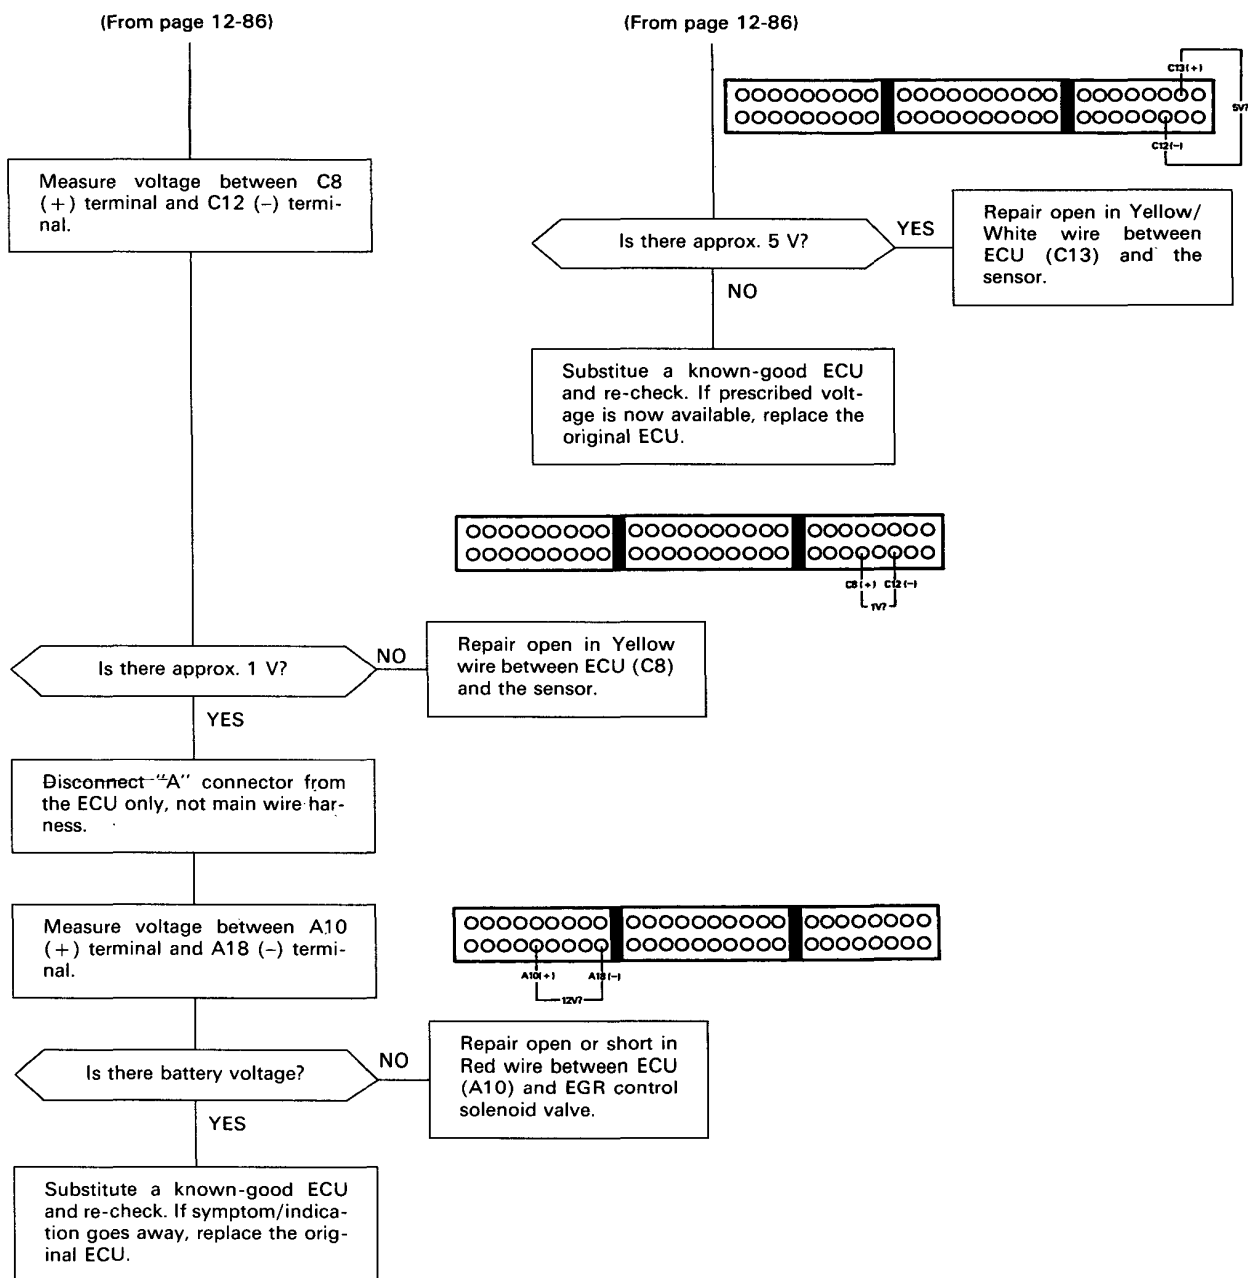 (From page 12-86)
Measure voltage between C8
(+) terminal and C12 (–) termi-
nal.
Is there approx. 1 V?
NO
Repair open in Yellow
wire between ECU (C8)
and the sensor.
YES
Disconnect "A" connector from
the ECU only, not main wire har-
ness.
Measure voltage between A10
(+) terminal and A18 (–) termi-
nal.
Is there battery voltage?
NO
Repair open or short in
Red wire between ECU
(A10) and EGR control
solenoid valve.
YES
Substitute a known-good ECU
and re-check. If symptom/indica-
tion goes away, replace the orig-
inal ECU.
(From page 12-86)
C13(+)
5V?
C12(–)
Is there approx. 5 V?
YES
Repair open in Yellow/
White wire between
ECU (C13) and the
sensor.
NO
Substitue a known-good ECU
and re-check. If prescribed volt-
age is now available, replace the
original ECU.
C8(+) C12(–)
1V?
A10(+) A18(–)
12V?